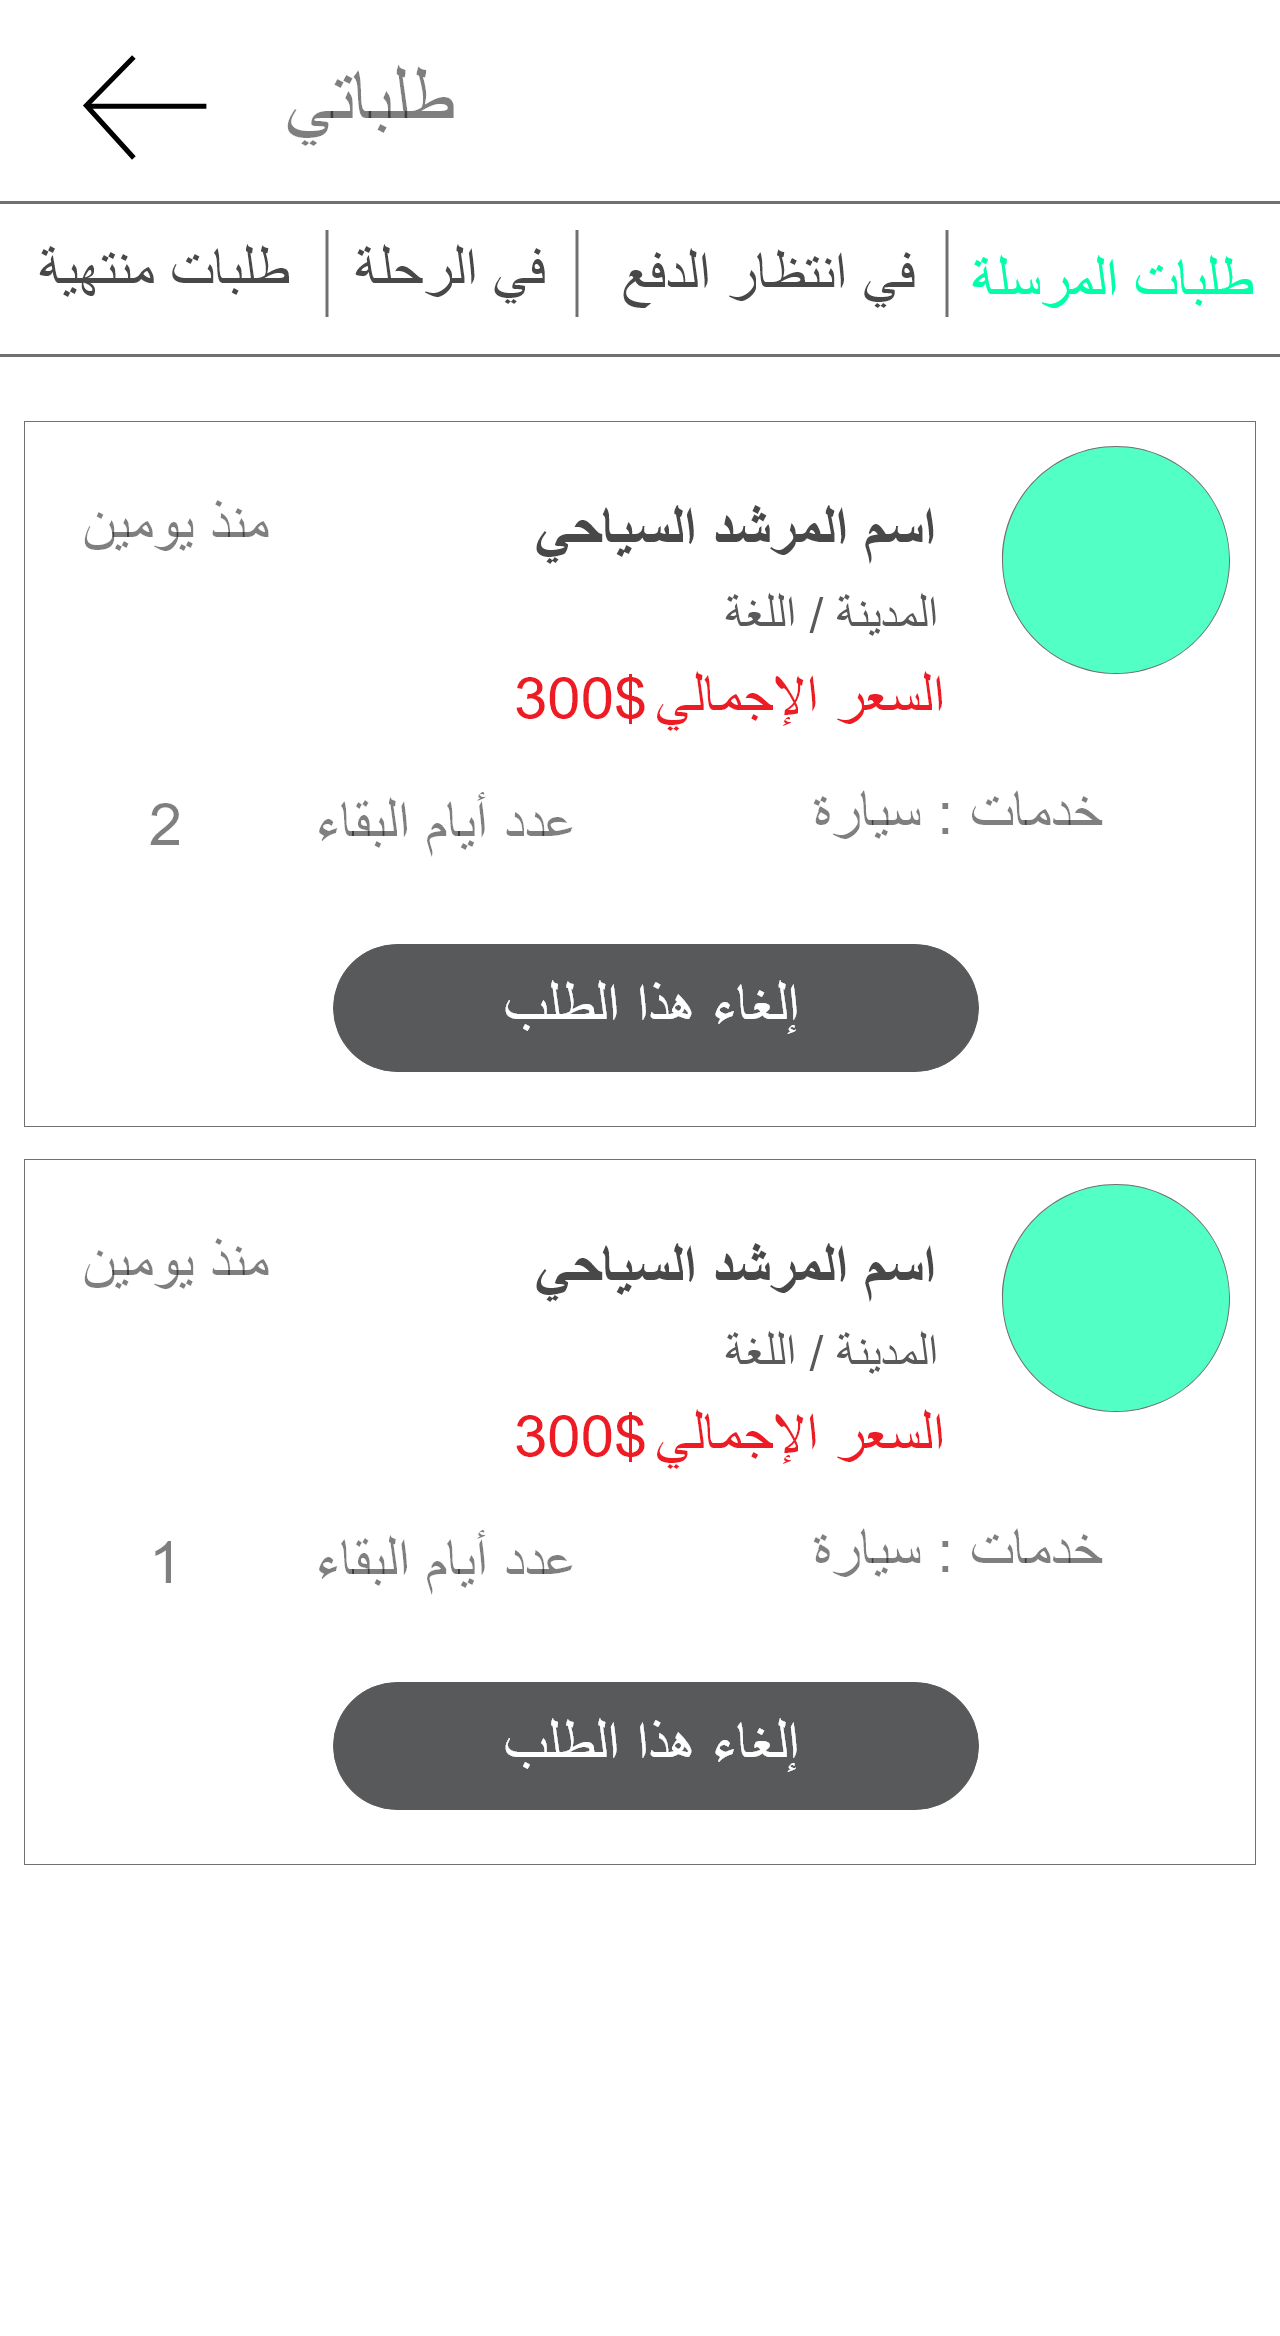 طلباتي
طلبات المرسلة
في انتظار الدفع
في الرحلة
طلبات منتهية
اسم المرشد السياحي
منذ يومين
المدينة / اللغة
السعر الإجمالي 300$
خدمات : سيارة
عدد أيام البقاء
2
إلغاء هذا الطلب
اسم المرشد السياحي
منذ يومين
المدينة / اللغة
السعر الإجمالي 300$
خدمات : سيارة
عدد أيام البقاء
1
إلغاء هذا الطلب